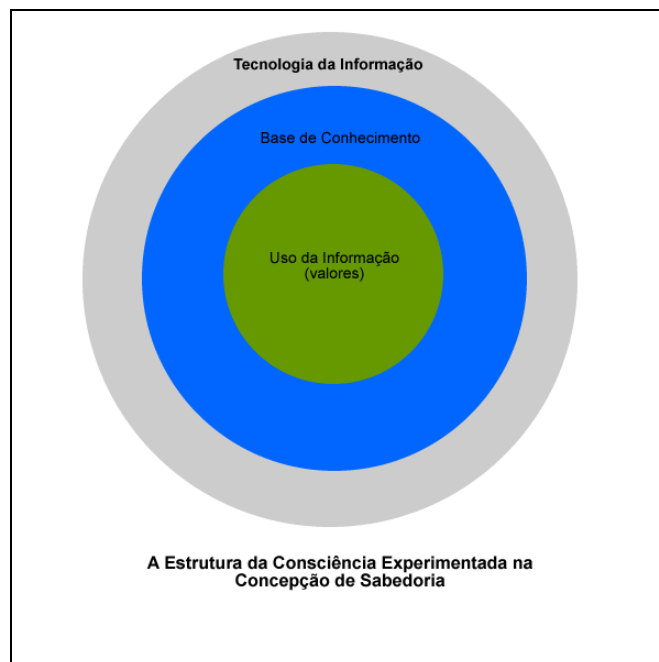 Tecnologia da Informação
Base de Conhecimento
Uso da Informação
(valores)
A Estrutura da Consciência Experimentada na
Concepção de Sabedoria